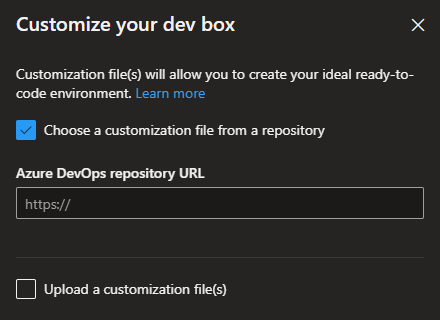 Customize your dev box
Customization file(s) will allow you to create your ideal ready-to-
code environment. Learn more
Choose a customization file from a repository
Azure DevOps repository URL
https://
Upload a customization file(s)